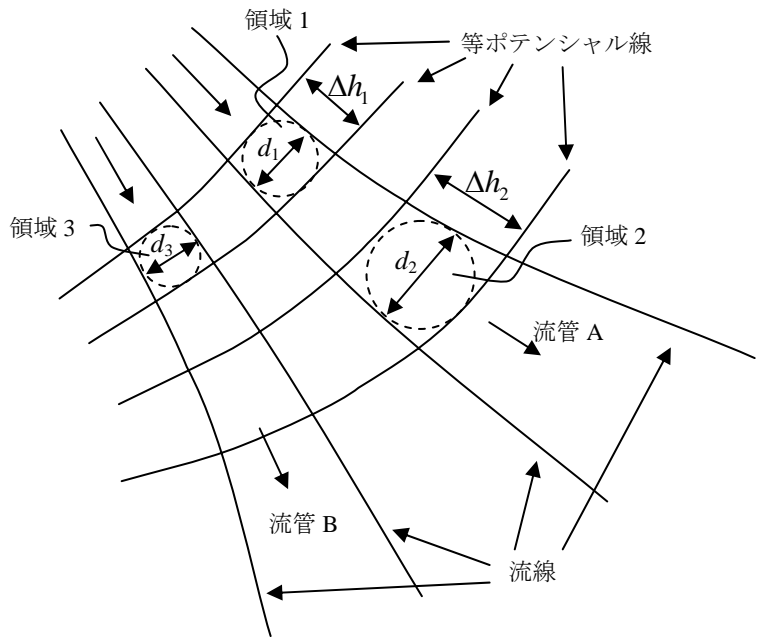 領域 1
等ポテンシャル線
Δh₁
d₁
Δh₂
領域 3
d₃
領域 2
d₂
流管 A
流管 B
流線